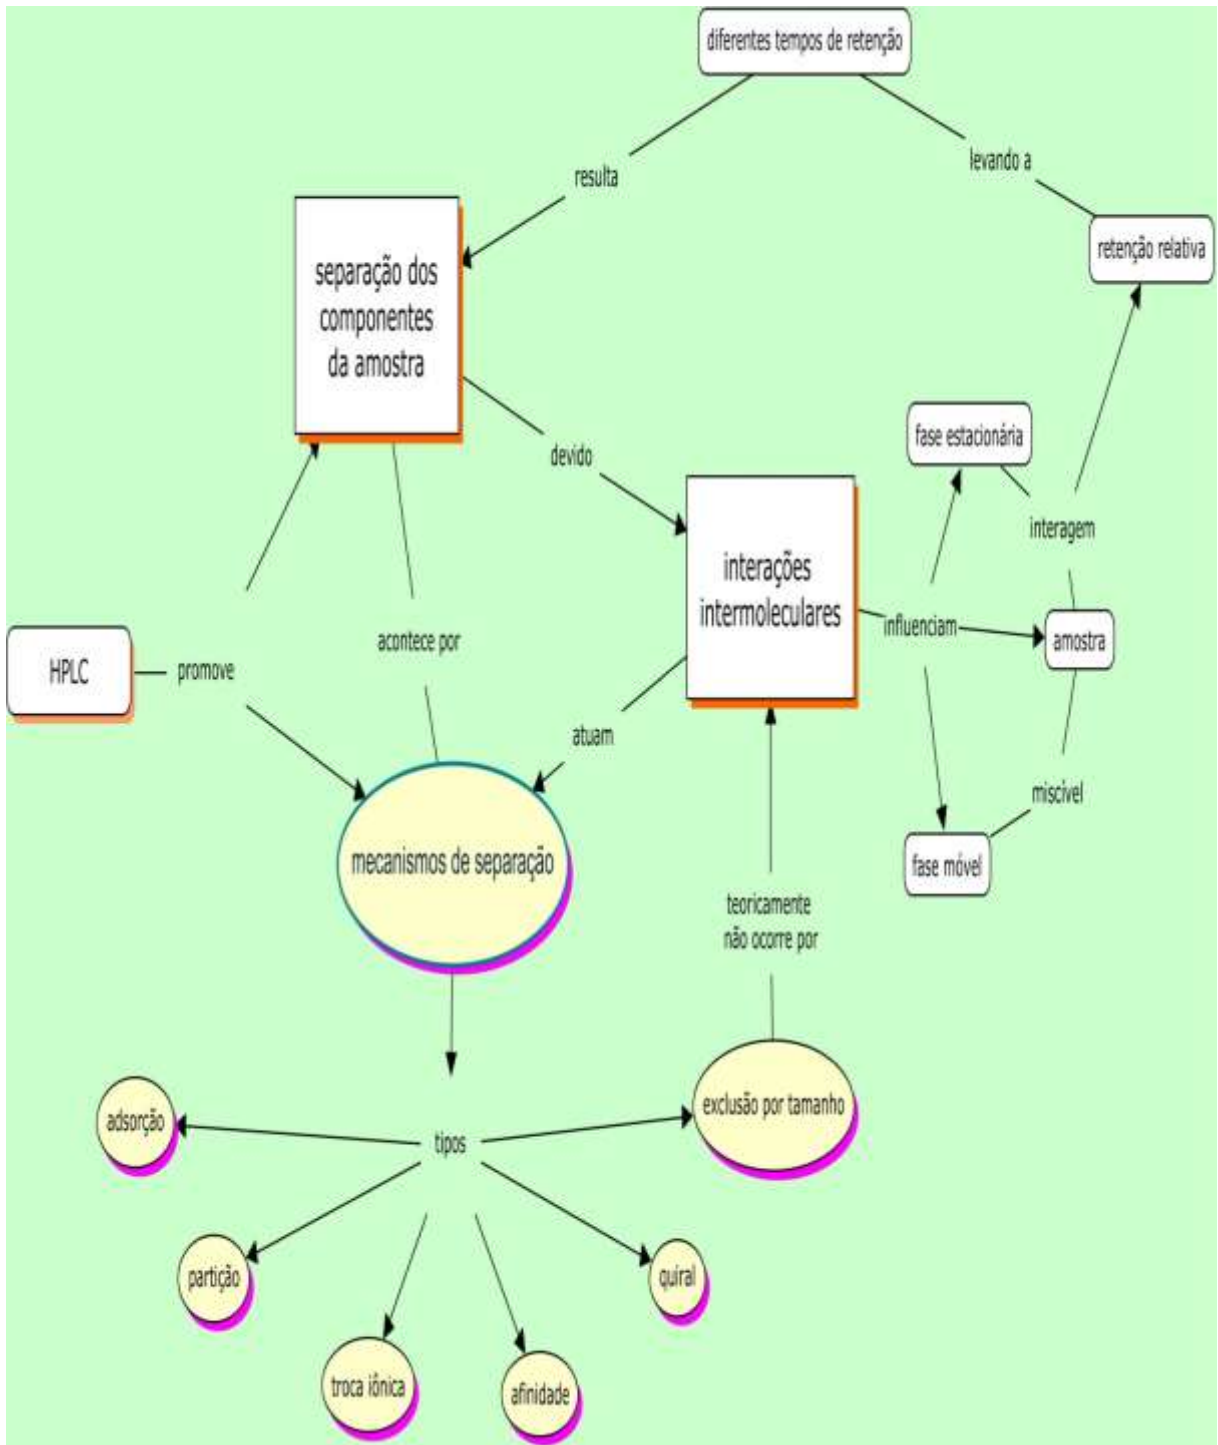 diferentes tempos de retenção
levando a
resulta
retenção relativa
separação dos
componentes
da amostra
fase estacionária
devido
interagem
interações
intermoleculares
influenciam
amostra
acontece por
HPLC
promove
atuam
miscível
mecanismos de separação
fase móvel
teoricamente
não ocorre por
exclusão por tamanho
adsorção
tipos
partição
quiral
troca iônica
afinidade